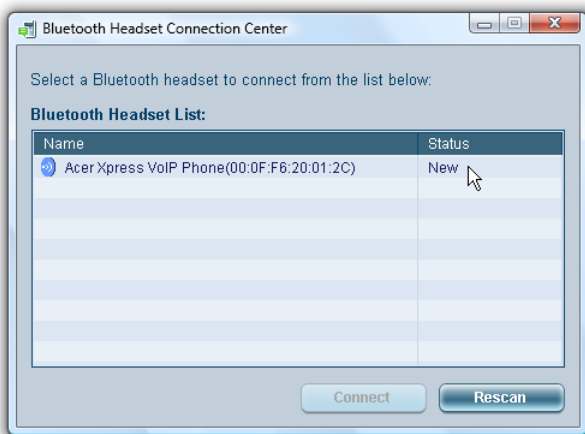 Bluetooth Headset Connection Center
Select a Bluetooth headset to connect from the list below:
Bluetooth Headset List:
Name Status
Acer Xpress VoIP Phone(00:0F:F6:20:01:2C) New
Connect Rescan